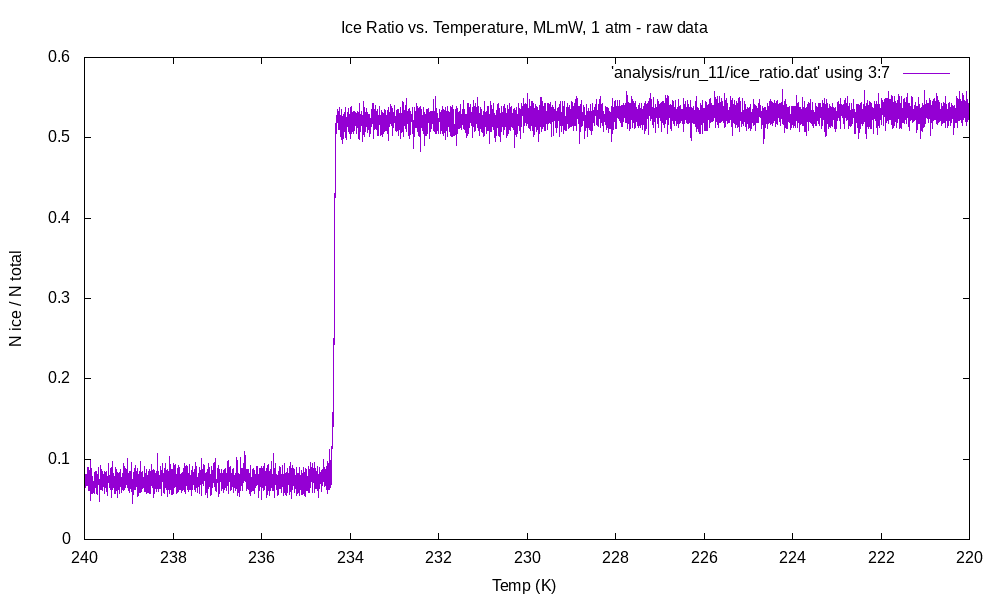 Ice Ratio vs. Temperature, MLmW, 1 atm - raw data
'analysis/run_11/ice_ratio.dat' using 3:7
0.6
0.5
0.4
0.3
0.2
0.1
0
N ice / N total
240 238 236 234 232 230 228 226 224 222 220
Temp (K)